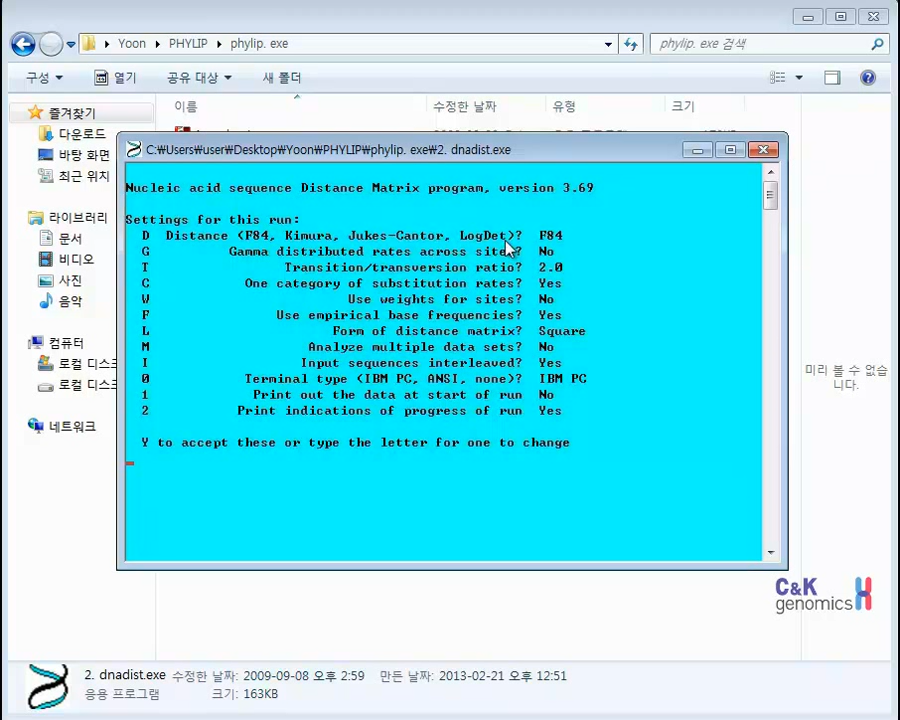 Yoon ▸ PHYLIP ▸ phylip. exe
phylip. exe 검색
구성 열기 공유 대상 새 폴더
즐겨찾기
다운로드
바탕 화면
최근 위치
라이브러리
문서
비디오
사진
음악
컴퓨터
로컬 디스
로컬 디스
네트워크
이름 수정한 날짜 유형 크기
C:₩Users₩user₩Desktop₩Yoon₩PHYLIP₩phylip. exe₩2. dnadist.exe
Nucleic acid sequence Distance Matrix program, version 3.69
Settings for this run:
D Distance (F84, Kimura, Jukes-Cantor, LogDet)? F84
G Gamma distributed rates across sites? No
T Transition/transversion ratio? 2.0
C One category of substitution rates? Yes
W Use weights for sites? No
F Use empirical base frequencies? Yes
L Form of distance matrix? Square
M Analyze multiple data sets? No
I Input sequences interleaved? Yes
0 Terminal type (IBM PC, ANSI, none)? IBM PC
1 Print out the data at start of run No
2 Print indications of progress of run Yes
Y to accept these or type the letter for one to change
미리 볼 수 없습
니다.
C&K
genomics
2. dnadist.exe 수정한 날짜: 2009-09-08 오후 2:59 만든 날짜: 2013-02-21 오후 12:51
응용 프로그램 크기: 163KB